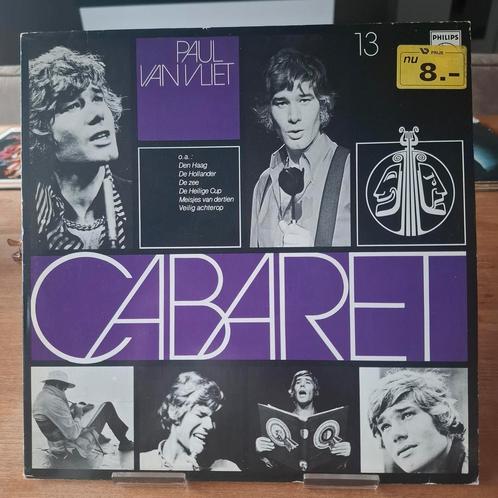 PAUL
VAN VLIET
13
PHILIPS
PRIJS
nu
8.-
o.a.:
Den Haag
De Hollander
De zee
De Heilige Cup
Meisjes van dertien
Veilig achterop
CABARET